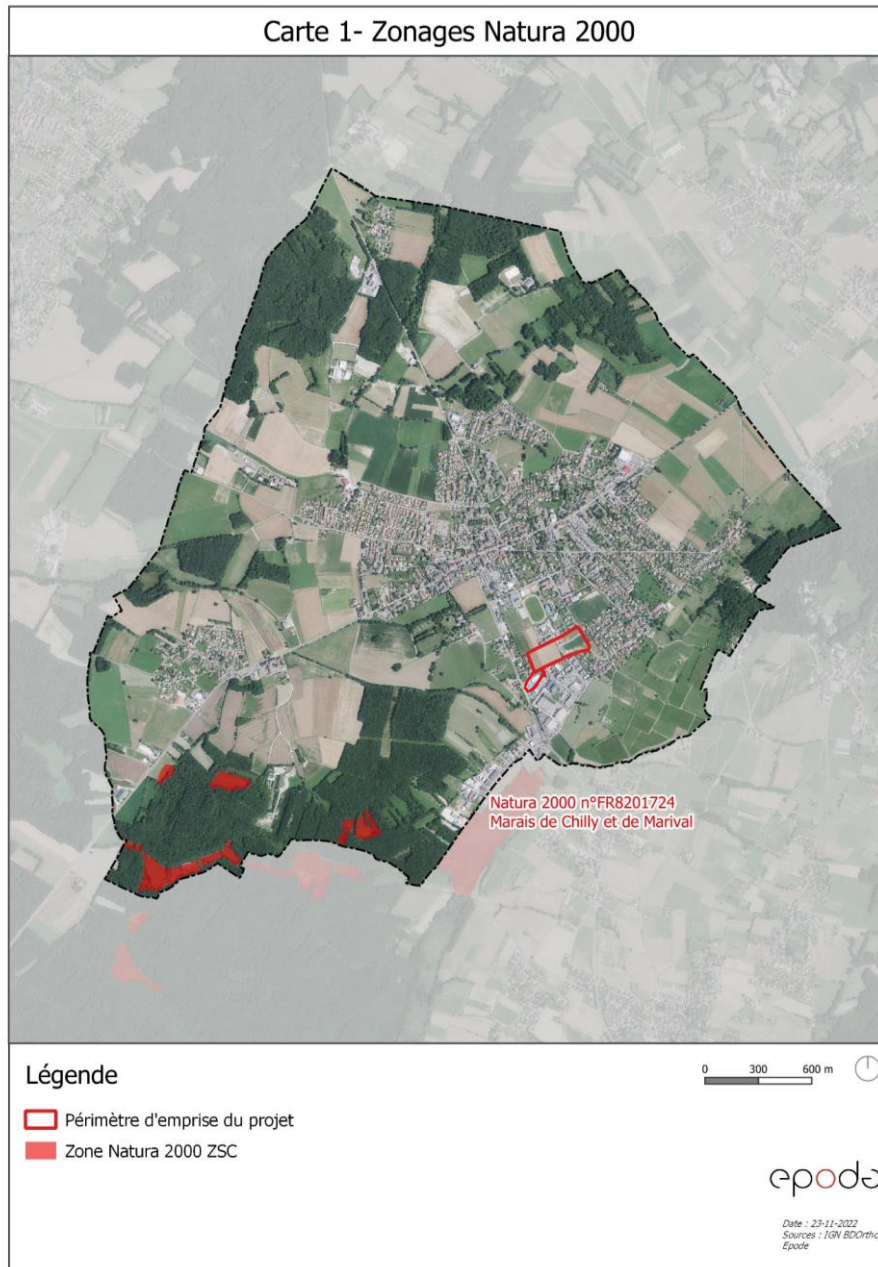 Carte 1- Zonages Natura 2000
Natura 2000 n°FR8201724
Marais de Chilly et de Marival
Légende
0 300 600 m
Périmètre d'emprise du projet
Zone Natura 2000 ZSC
epode
Date : 23-11-2022
Sources : IGN BDOrtho
Epode